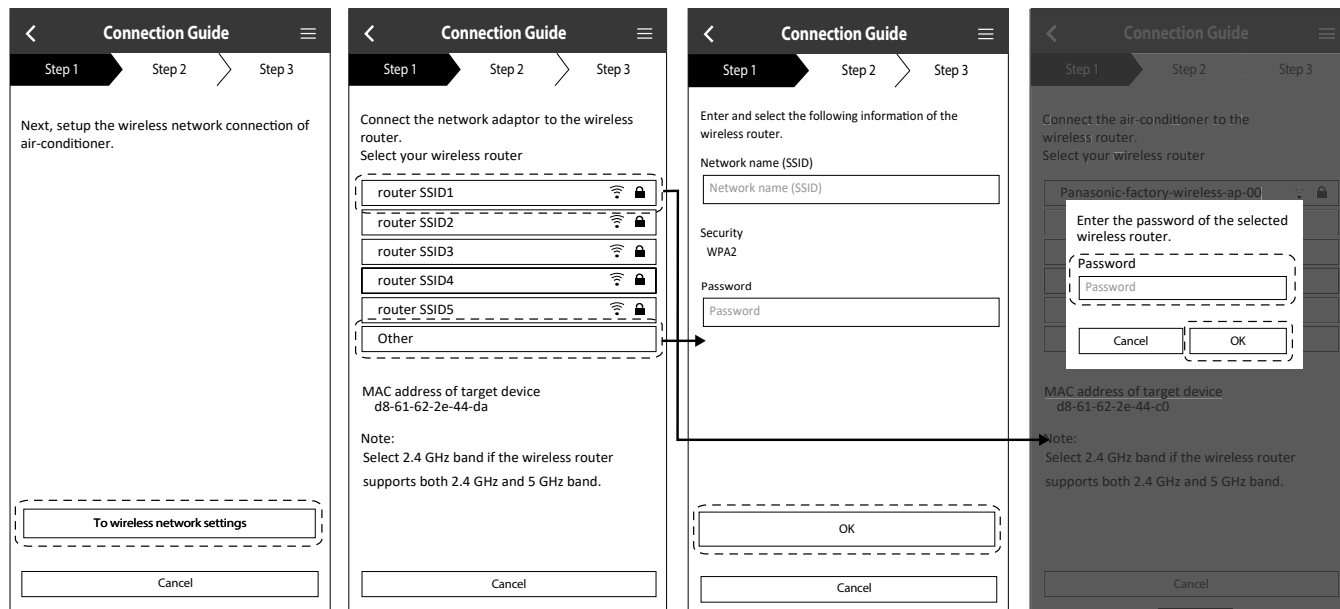 Connection Guide
Step 1
Step 2
Step 3
Next, setup the wireless network connection of
air-conditioner.
To wireless network settings
Cancel
Connection Guide
Step 1
Step 2
Step 3
Connect the network adaptor to the wireless
router.
Select your wireless router
router SSID1
router SSID2
router SSID3
router SSID4
router SSID5
Other
MAC address of target device
d8-61-62-2e-44-da
Note:
Select 2.4 GHz band if the wireless router
supports both 2.4 GHz and 5 GHz band.
Cancel
Connection Guide
Step 1
Step 2
Step 3
Enter and select the following information of the
wireless router.
Network name (SSID)
Network name (SSID)
Security
WPA2
Password
Password
OK
Cancel
Connection Guide
Step 1
Step 2
Step 3
Connect the air-conditioner to the
wireless router.
Select your wireless router
Panasonic-factory-wireless-ap-00
Enter the password of the selected
wireless router.
Password
Password
Cancel
OK
MAC address of target device
d8-61-62-2e-44-c0
Note:
Select 2.4 GHz band if the wireless router
supports both 2.4 GHz and 5 GHz band.
Cancel